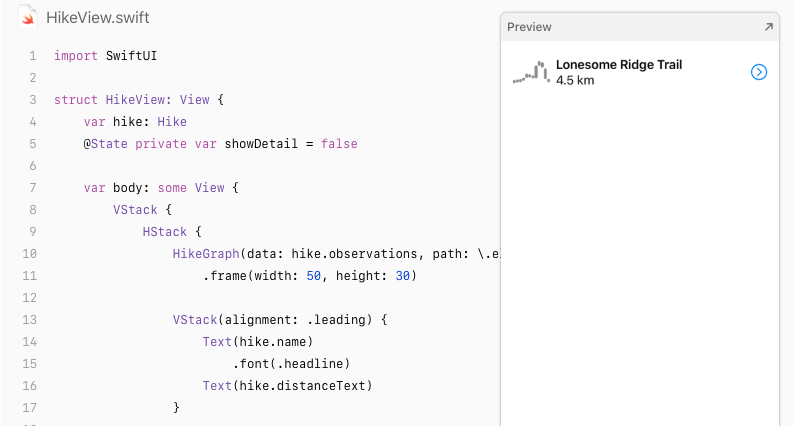 HikeView.swift
1 import SwiftUI
2
3 struct HikeView: View {
4 var hike: Hike
5 @State private var showDetail = false
6
7 var body: some View {
8 VStack {
9 HStack {
10 HikeGraph(data: hike.observations, path: \.e
11 .frame(width: 50, height: 30)
12
13 VStack(alignment: .leading) {
14 Text(hike.name)
15 .font(.headline)
16 Text(hike.distanceText)
17 }
Preview
Lonesome Ridge Trail
4.5 km